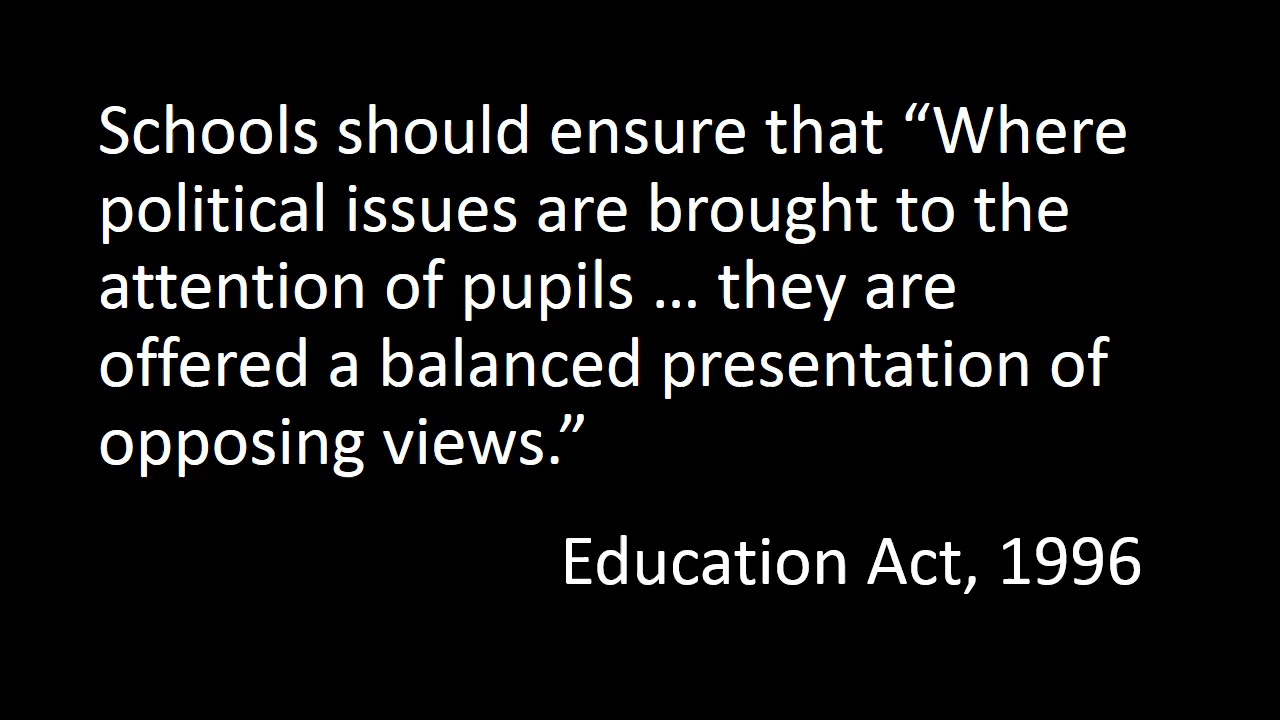 Schools should ensure that “Where
political issues are brought to the
attention of pupils … they are
offered a balanced presentation of
opposing views.”
Education Act, 1996